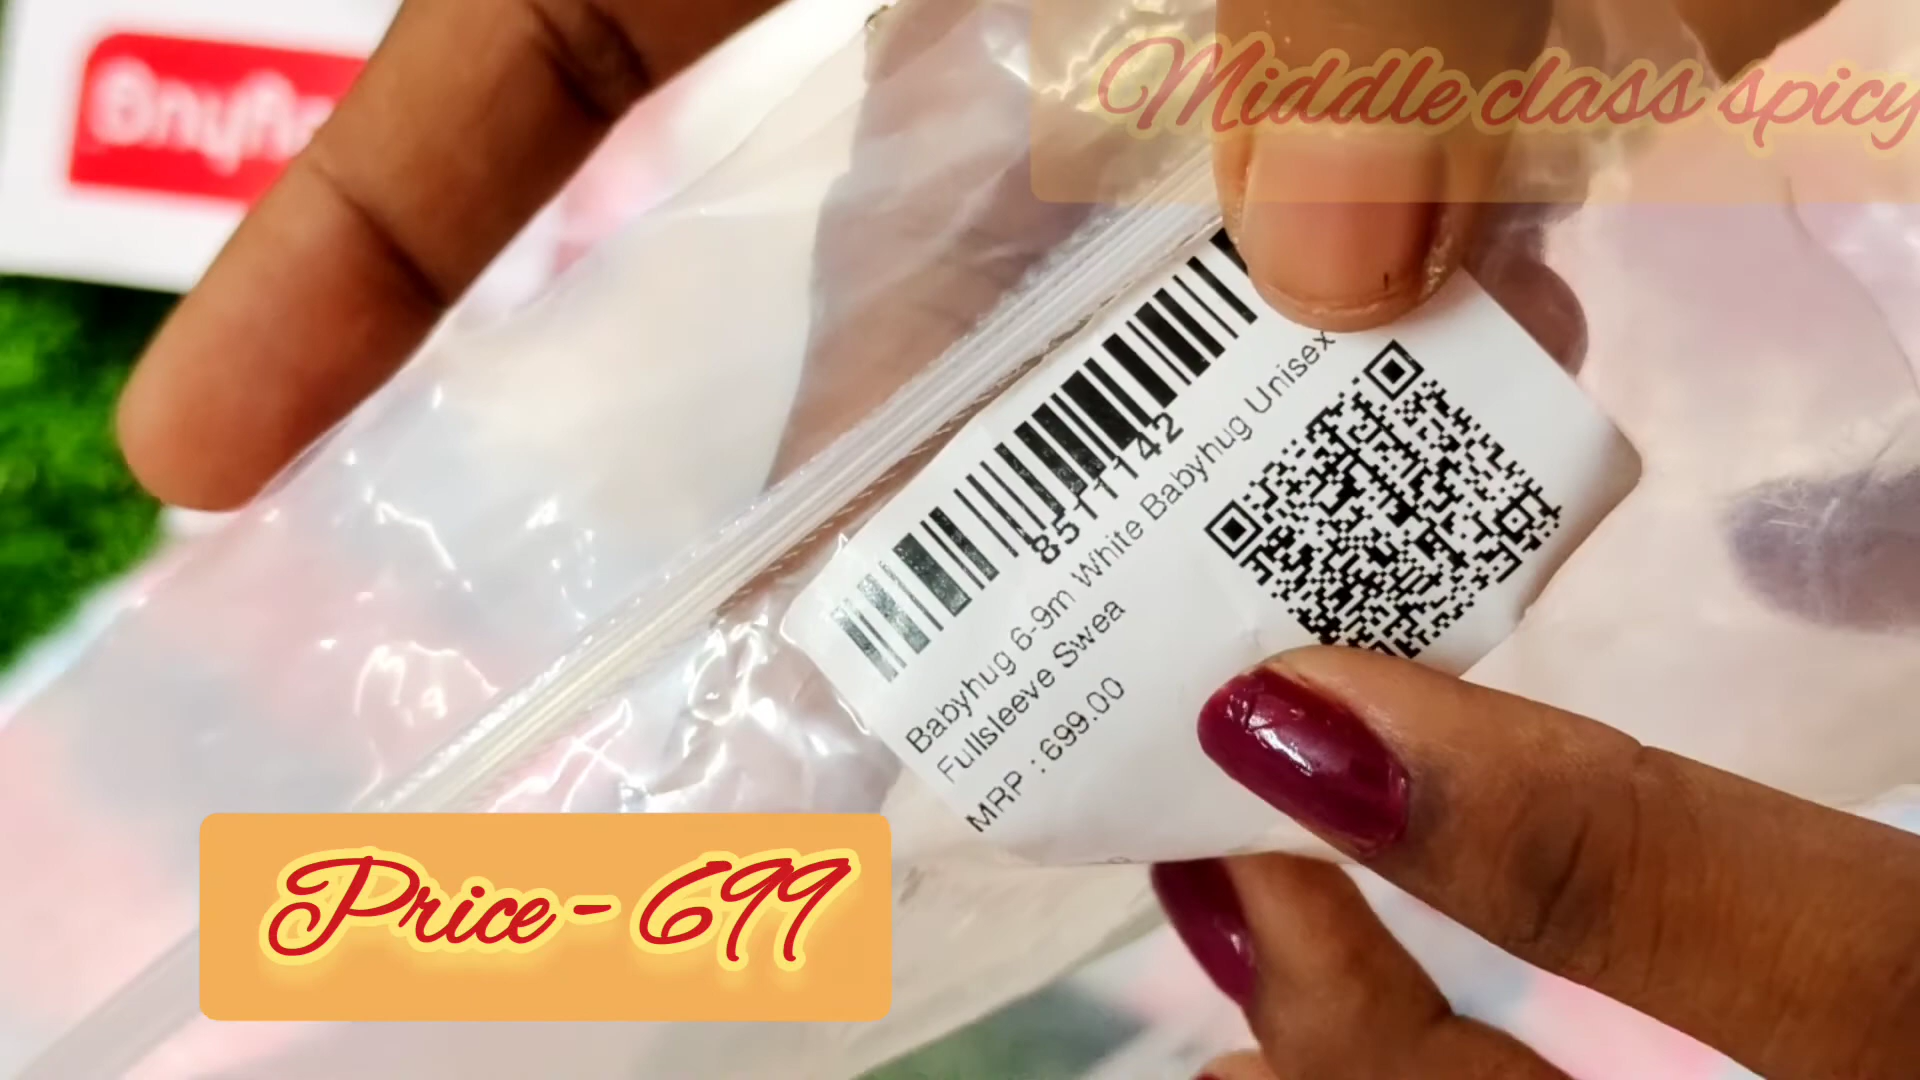 Middle class spicy
8511142
Babyhug 6-9m White Babyhug Unisex
Fullsleeve Swea
MRP : 699.00
Price - 699